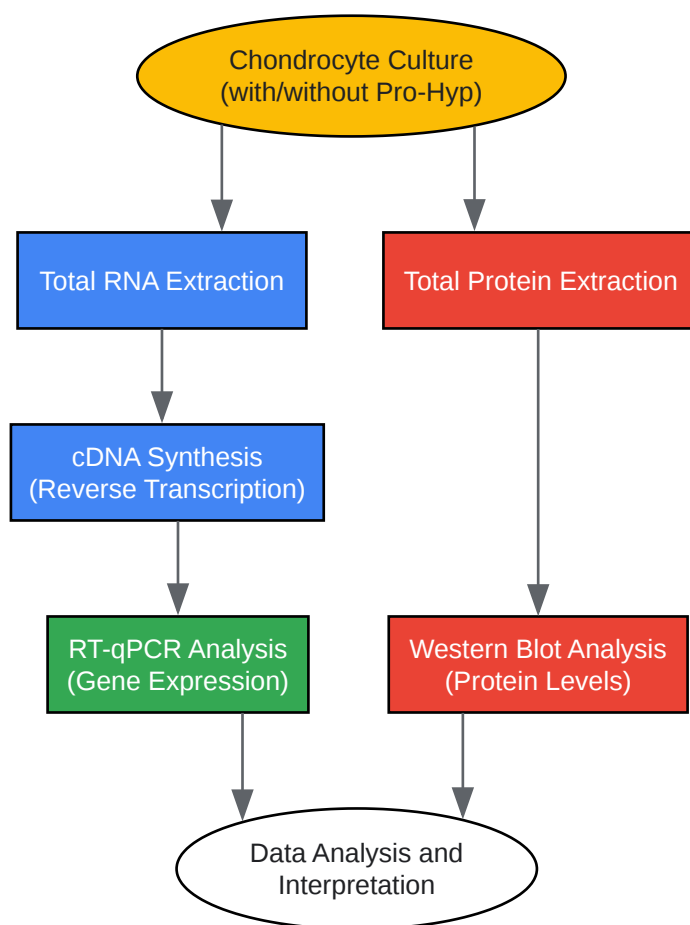 Chondrocyte Culture
(with/without Pro-Hyp)
Total RNA Extraction
Total Protein Extraction
cDNA Synthesis
(Reverse Transcription)
RT-qPCR Analysis
(Gene Expression)
Western Blot Analysis
(Protein Levels)
Data Analysis and
Interpretation